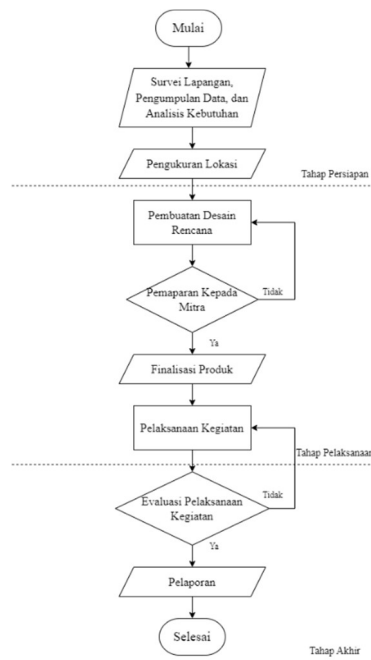 Mulai
Survei Lapangan,
Pengumpulan Data, dan
Analisis Kebutuhan
Pengukuran Lokasi
Tahap Persiapan
Pembuatan Desain
Rencana
Pemaparan Kepada
Mitra
Tidak
Ya
Finalisasi Produk
Pelaksanaan Kegiatan
Tahap Pelaksanaan
Evaluasi Pelaksanaan
Kegiatan
Tidak
Ya
Pelaporan
Selesai
Tahap Akhir